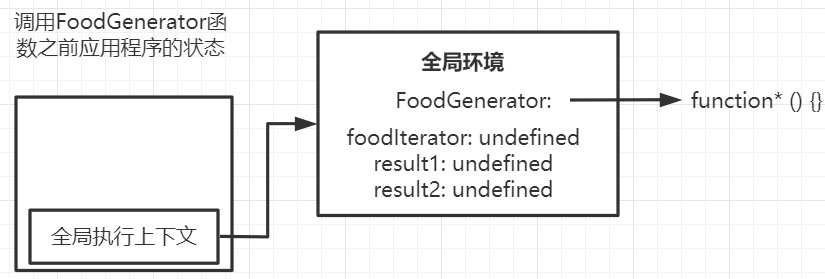 调用FoodGenerator函
数之前应用程序的状态
全局执行上下文
全局环境
FoodGenerator:
foodIterator: undefined
result1: undefined
result2: undefined
function* () {}